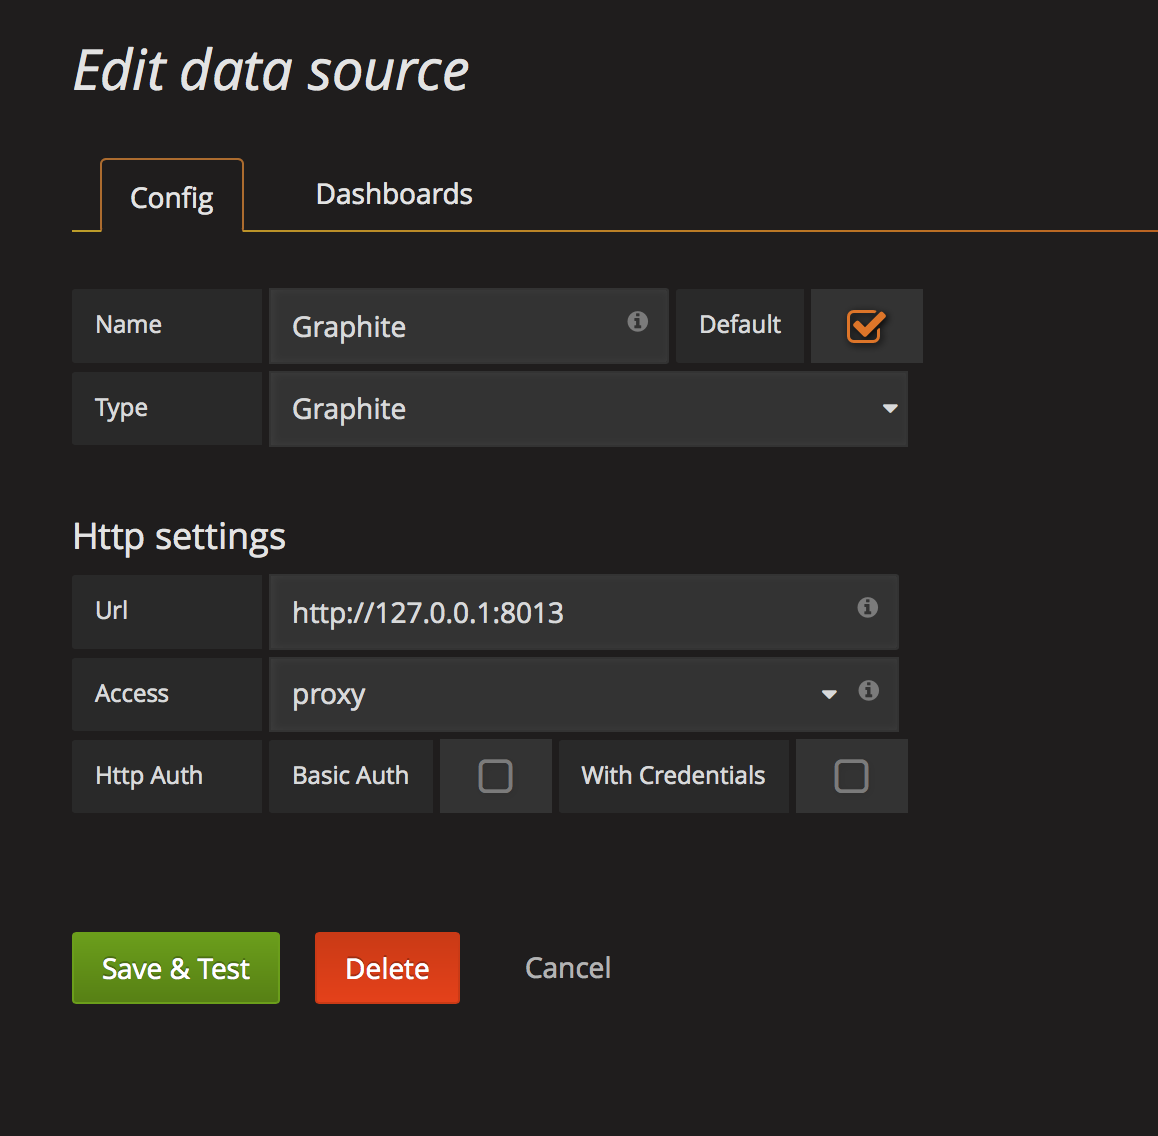 Edit data source
Config Dashboards
Name Graphite Default
Type Graphite
Http settings
Url http://127.0.0.1:8013
Access proxy
Http Auth Basic Auth With Credentials
Save & Test Delete Cancel